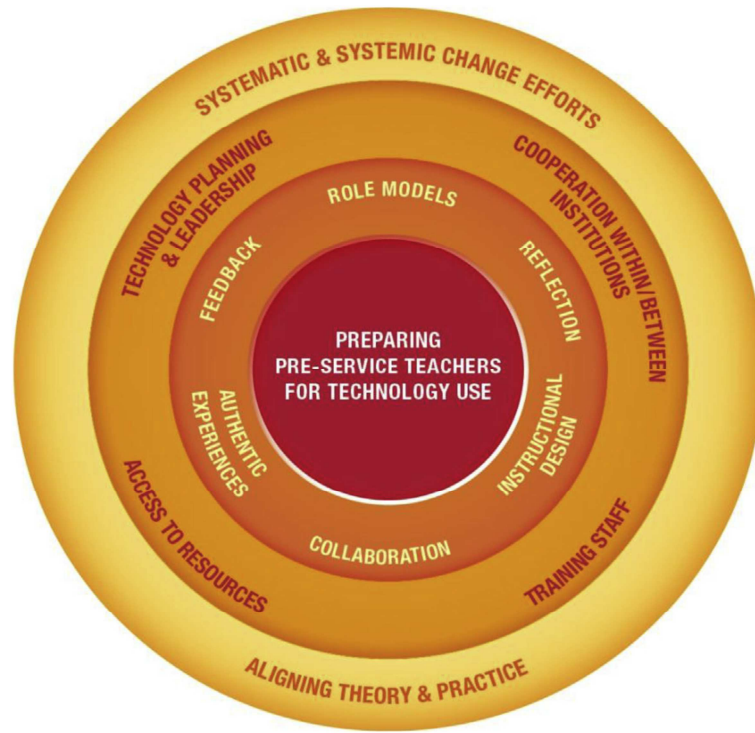 SYSTEMATIC & SYSTEMIC CHANGE EFFORTS
TECHNOLOGY PLANNING
& LEADERSHIP
COOPERATION WITHIN/BETWEEN
INSTITUTIONS
ROLE MODELS
FEEDBACK
REFLECTION
PREPARING
PRE-SERVICE TEACHERS
FOR TECHNOLOGY USE
AUTHENTIC
EXPERIENCES
INSTRUCTIONAL
DESIGN
COLLABORATION
ACCESS TO RESOURCES
TRAINING STAFF
ALIGNING THEORY & PRACTICE